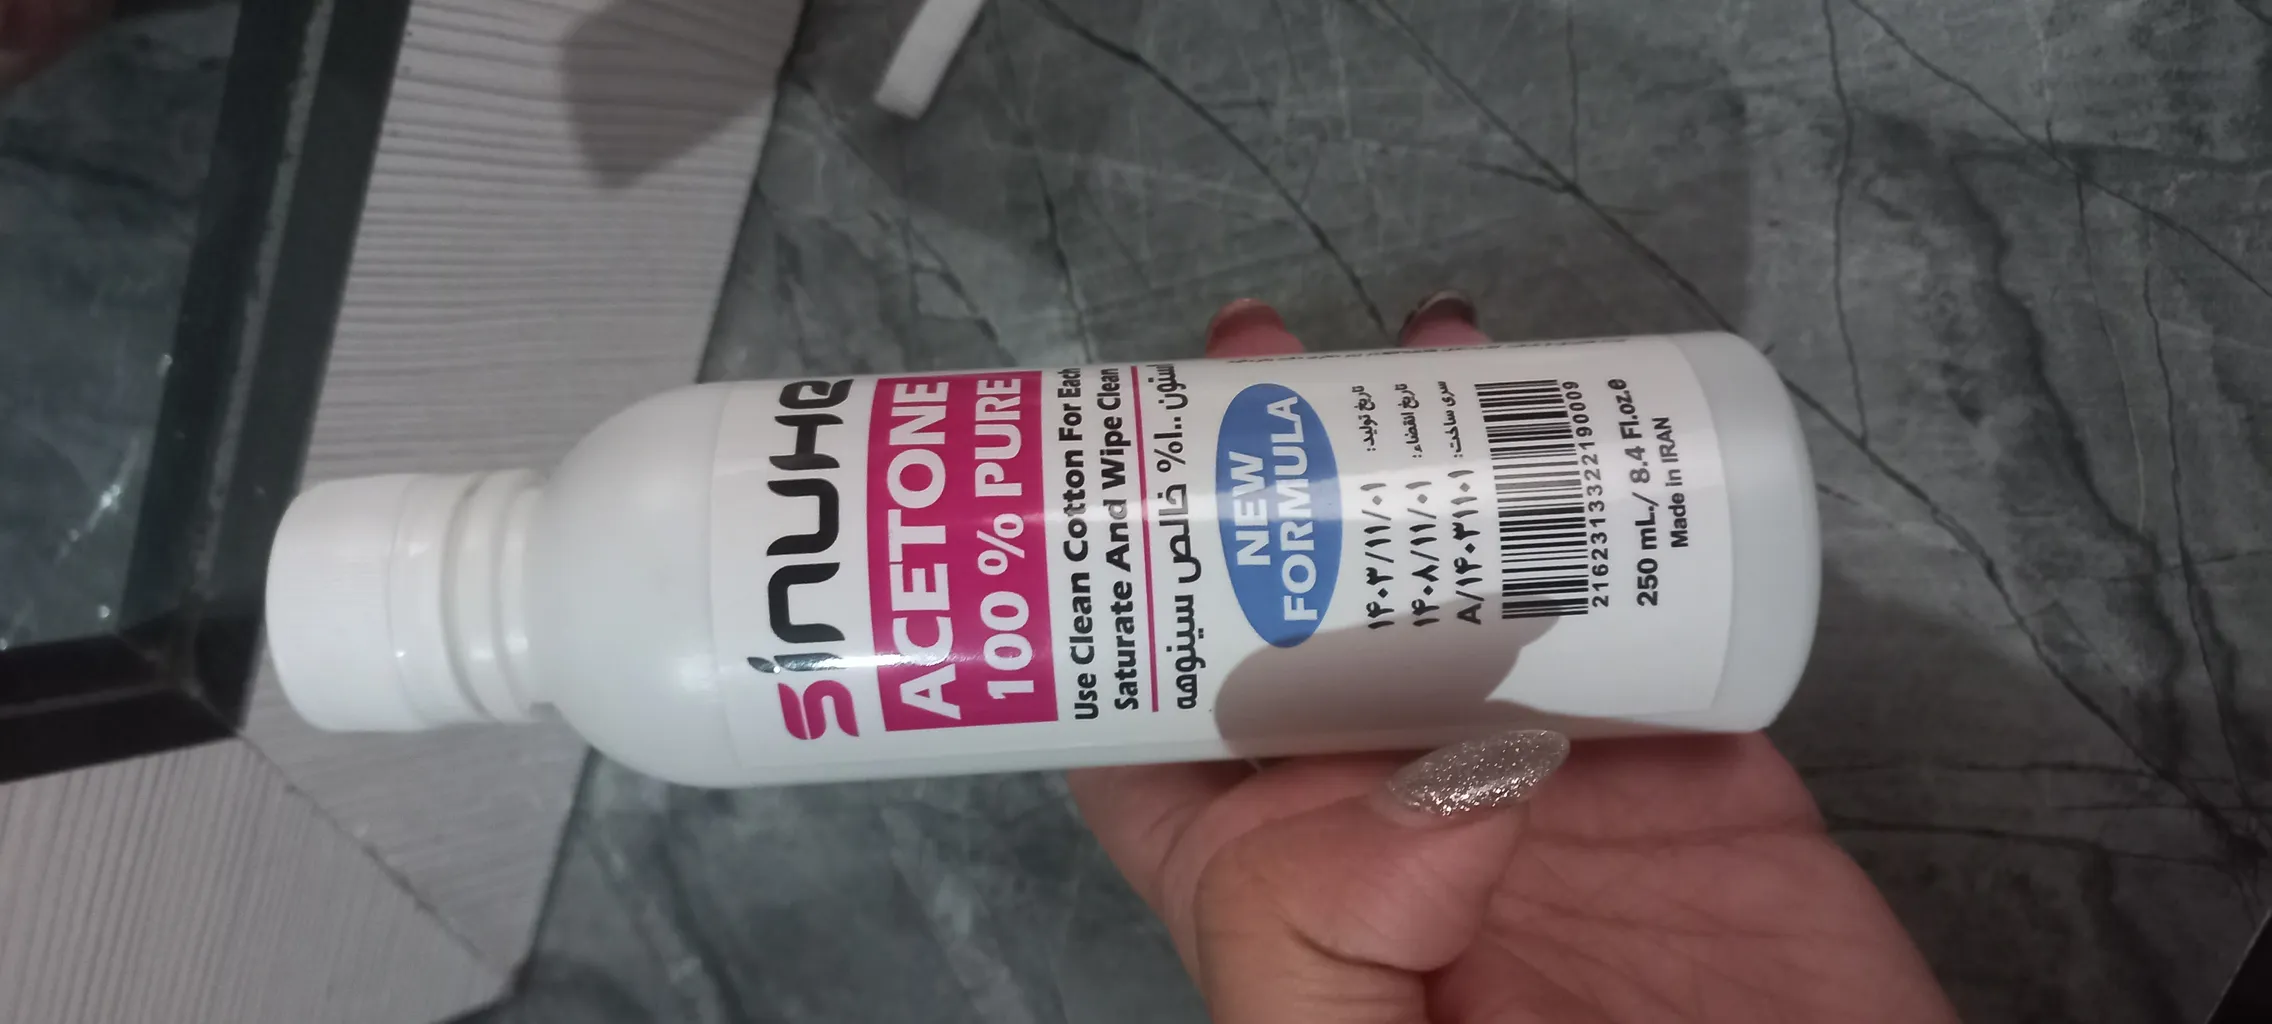 sinuhe
ACETONE
100 % PURE
Use Clean Cotton For Each
Saturate And Wipe Clean
استون ۱۰۰% خالص سینوهه
NEW
FORMULA
تاریخ تولید: ۱۴۰۳/۱۱/۰۱
تاریخ انقضاء: ۱۴۰۸/۱۱/۰۱
سری ساخت: A/۱۴۰۳۱۱۰۱
2162313322190009
250 mL./ 8.4 Fl.oz.e
Made in IRAN